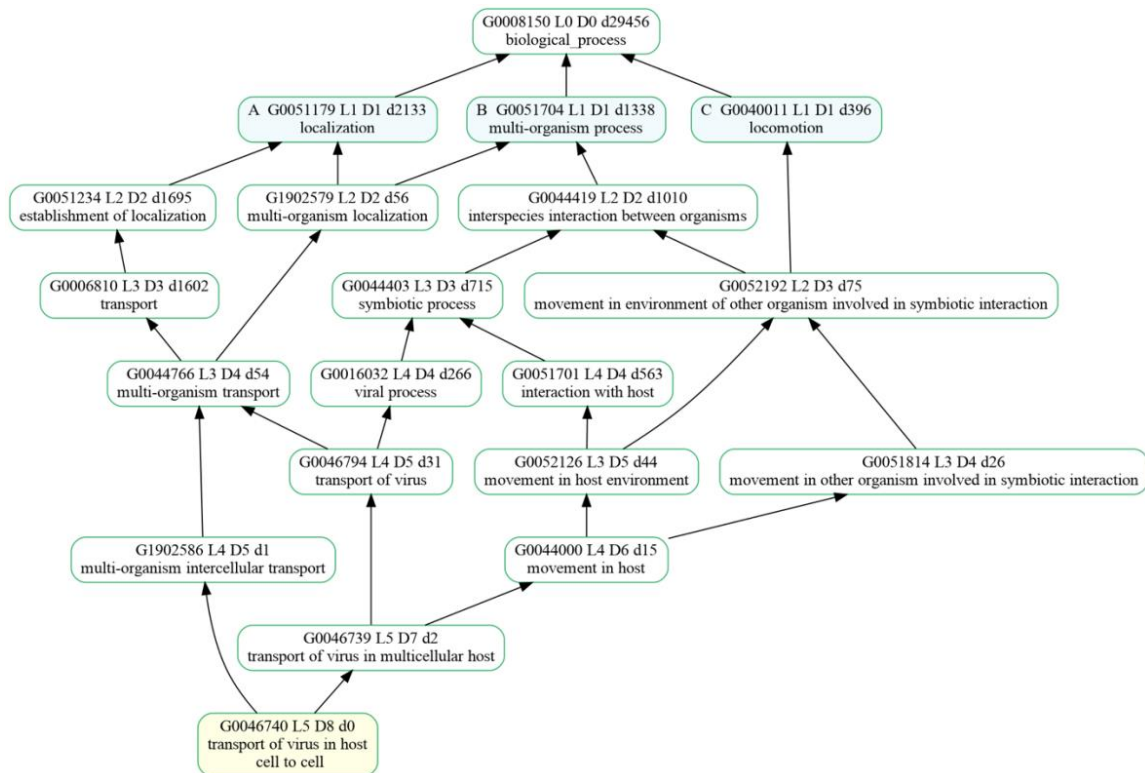 G0008150 L0 D0 d29456
biological_process
A G0051179 L1 D1 d2133
localization
B G0051704 L1 D1 d1338
multi-organism process
C G0040011 L1 D1 d396
locomotion
G0051234 L2 D2 d1695
establishment of localization
G1902579 L2 D2 d56
multi-organism localization
G0044419 L2 D2 d1010
interspecies interaction between organisms
G0006810 L3 D3 d1602
transport
G0044403 L3 D3 d715
symbiotic process
G0052192 L2 D3 d75
movement in environment of other organism involved in symbiotic interaction
G0044766 L3 D4 d54
multi-organism transport
G0016032 L4 D4 d266
viral process
G0051701 L4 D4 d563
interaction with host
G0046794 L4 D5 d31
transport of virus
G0052126 L3 D5 d44
movement in host environment
G0051814 L3 D4 d26
movement in other organism involved in symbiotic interaction
G1902586 L4 D5 d1
multi-organism intercellular transport
G0044000 L4 D6 d15
movement in host
G0046739 L5 D7 d2
transport of virus in multicellular host
G0046740 L5 D8 d0
transport of virus in host
cell to cell